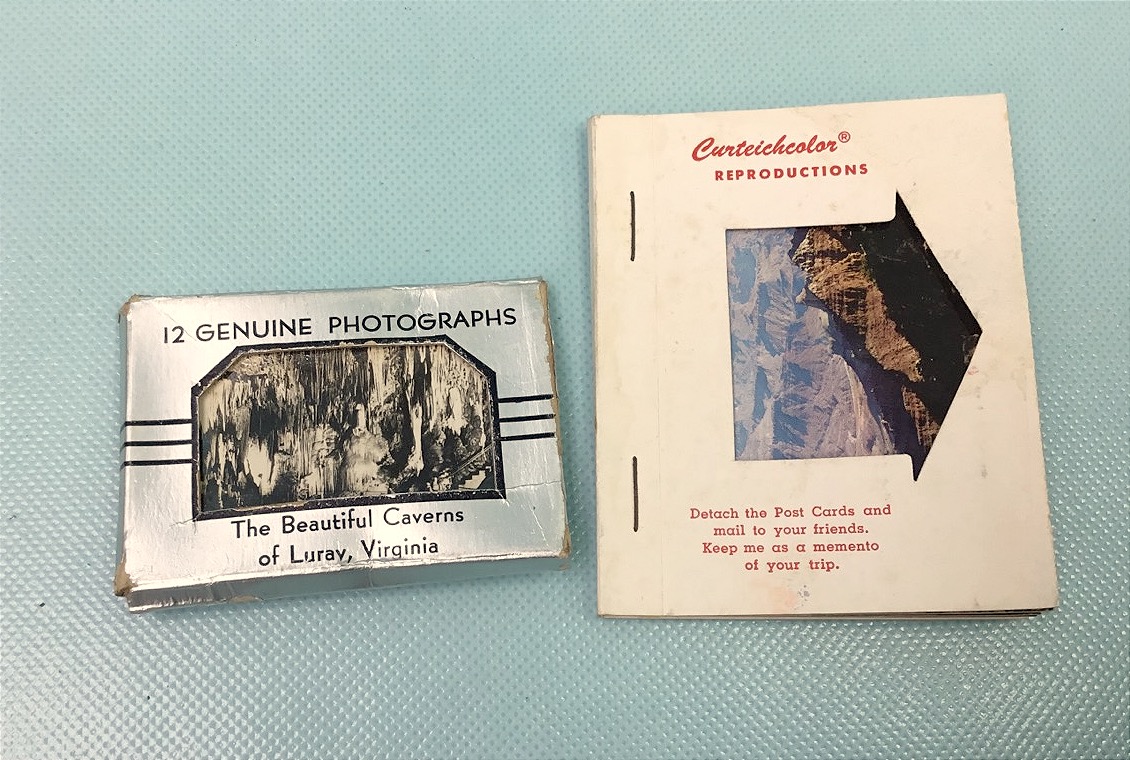 12 GENUINE PHOTOGRAPHS
The Beautiful Caverns
of Luray, Virginia
Curteichcolor®
REPRODUCTIONS
Detach the Post Cards and
mail to your friends.
Keep me as a memento
of your trip.